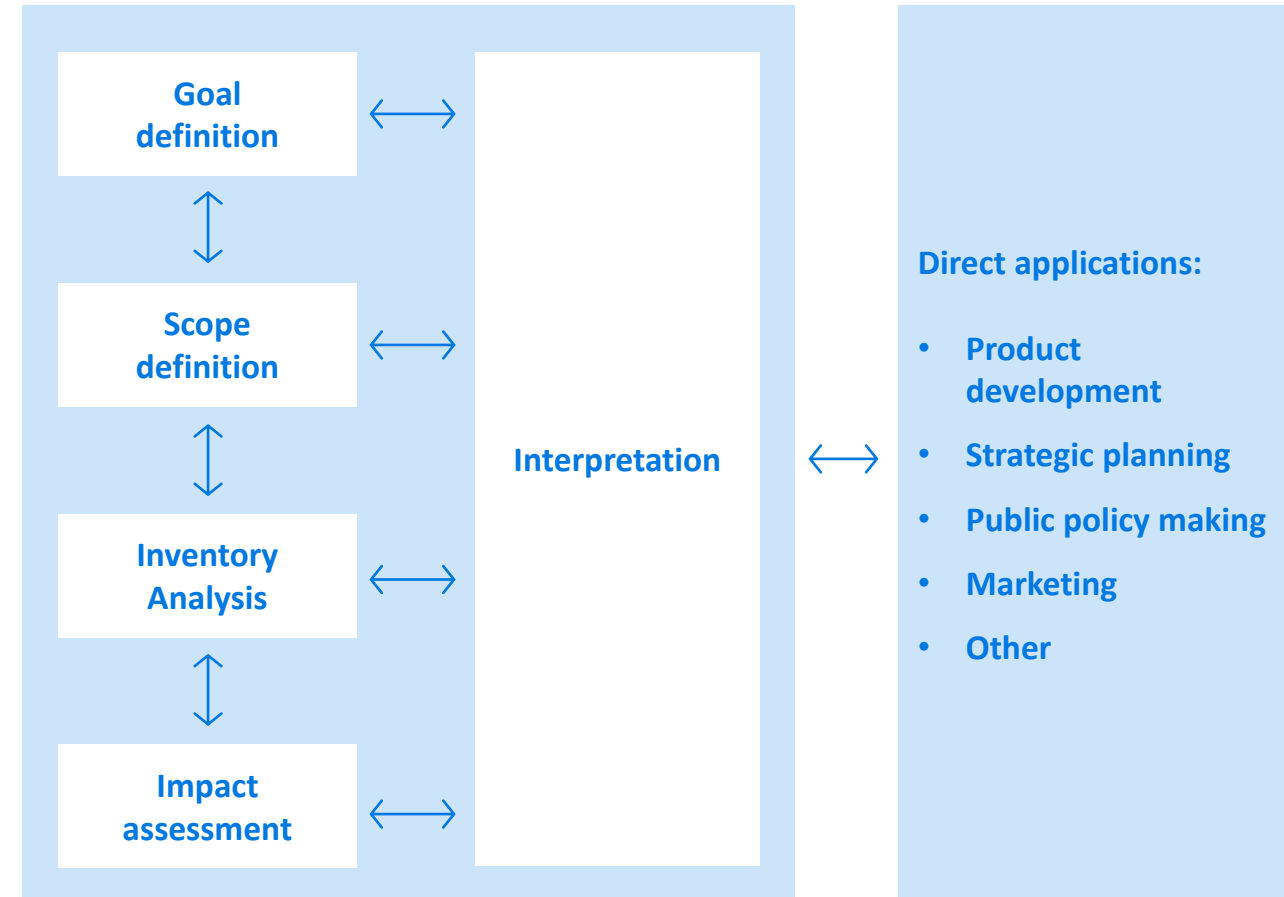 Goal
definition
Scope
definition
Inventory
Analysis
Impact
assessment
Interpretation
Direct applications:
• Product
development
• Strategic planning
• Public policy making
• Marketing
• Other